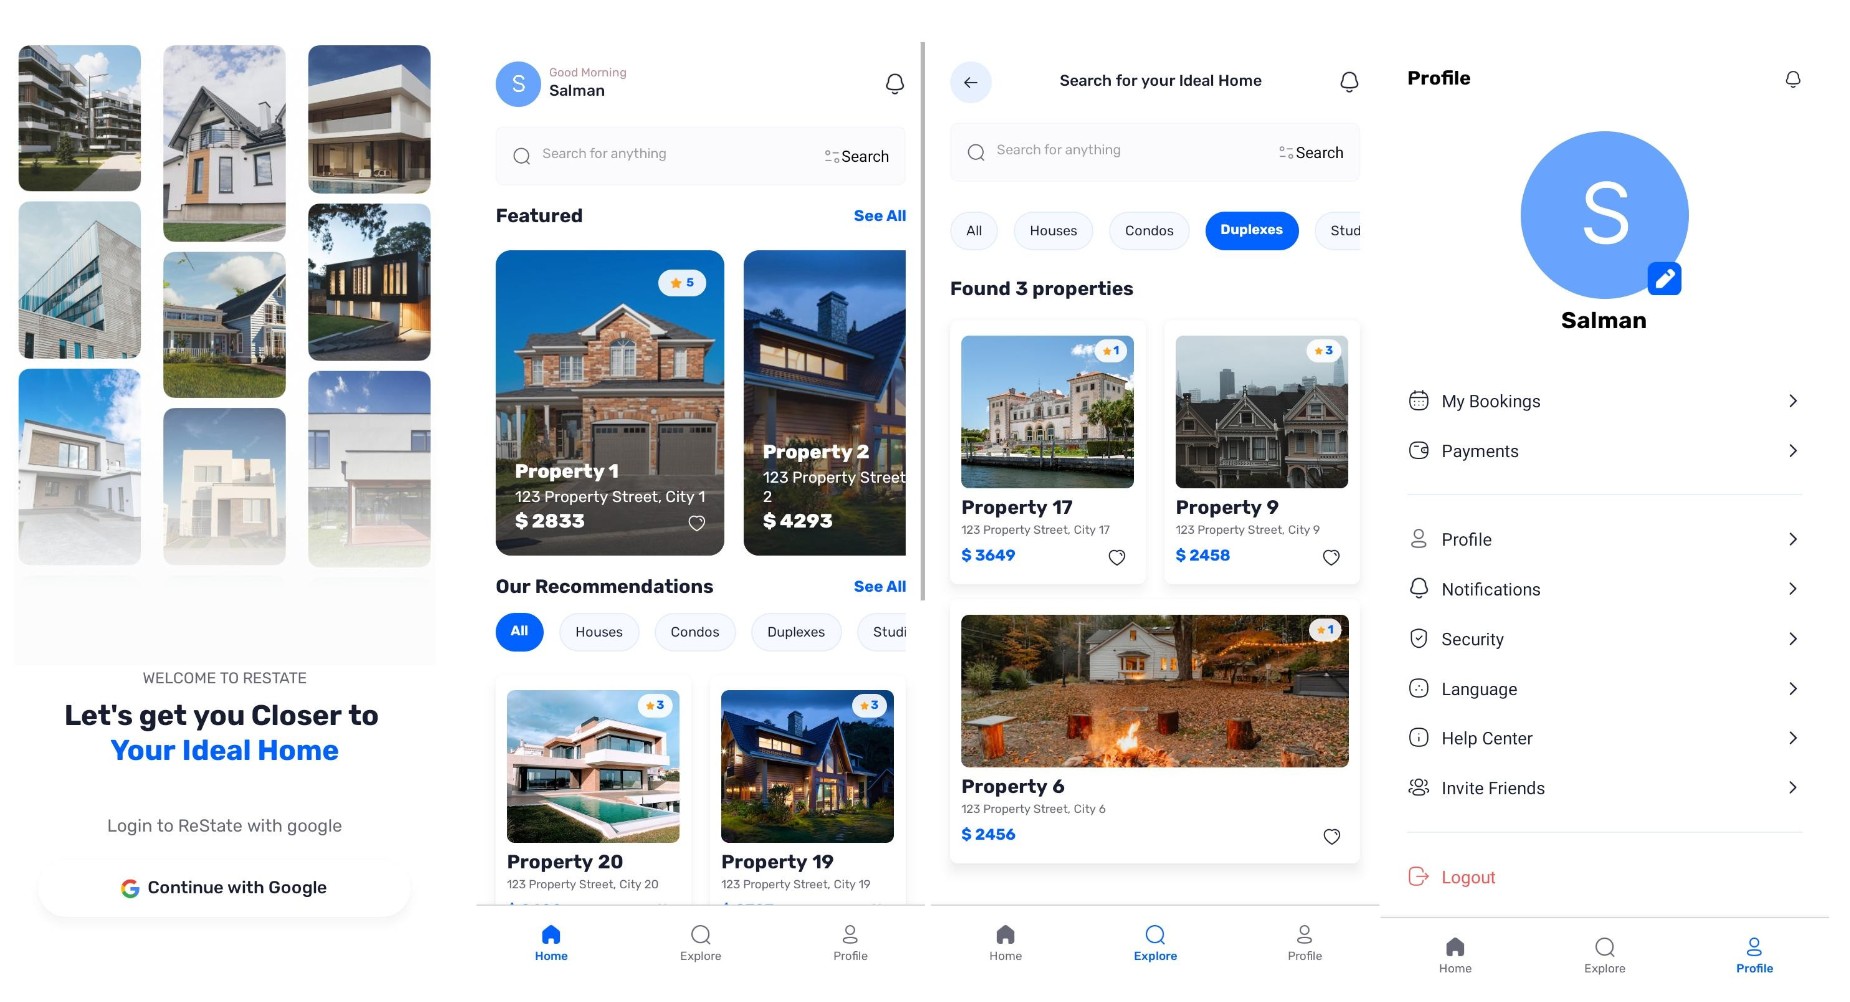 WELCOME TO RESTATE
Let's get you Closer to
Your Ideal Home
Login to ReState with google
Continue with Google
S
Good Morning
Salman
Search for anything
Search
Featured
See All
5
Property 1
123 Property Street, City 1
$ 2833
Property 2
123 Property Street
2
$ 4293
Our Recommendations
See All
All
Houses
Condos
Duplexes
Studi
3
Property 20
123 Property Street, City 20
3
Property 19
123 Property Street, City 19
Home
Explore
Profile
Search for your Ideal Home
Search for anything
Search
All
Houses
Condos
Duplexes
Stud
Found 3 properties
1
Property 17
123 Property Street, City 17
$ 3649
3
Property 9
123 Property Street, City 9
$ 2458
1
Property 6
123 Property Street, City 6
$ 2456
Home
Explore
Profile
Profile
S
Salman
My Bookings
Payments
Profile
Notifications
Security
Language
Help Center
Invite Friends
Logout
Home
Explore
Profile